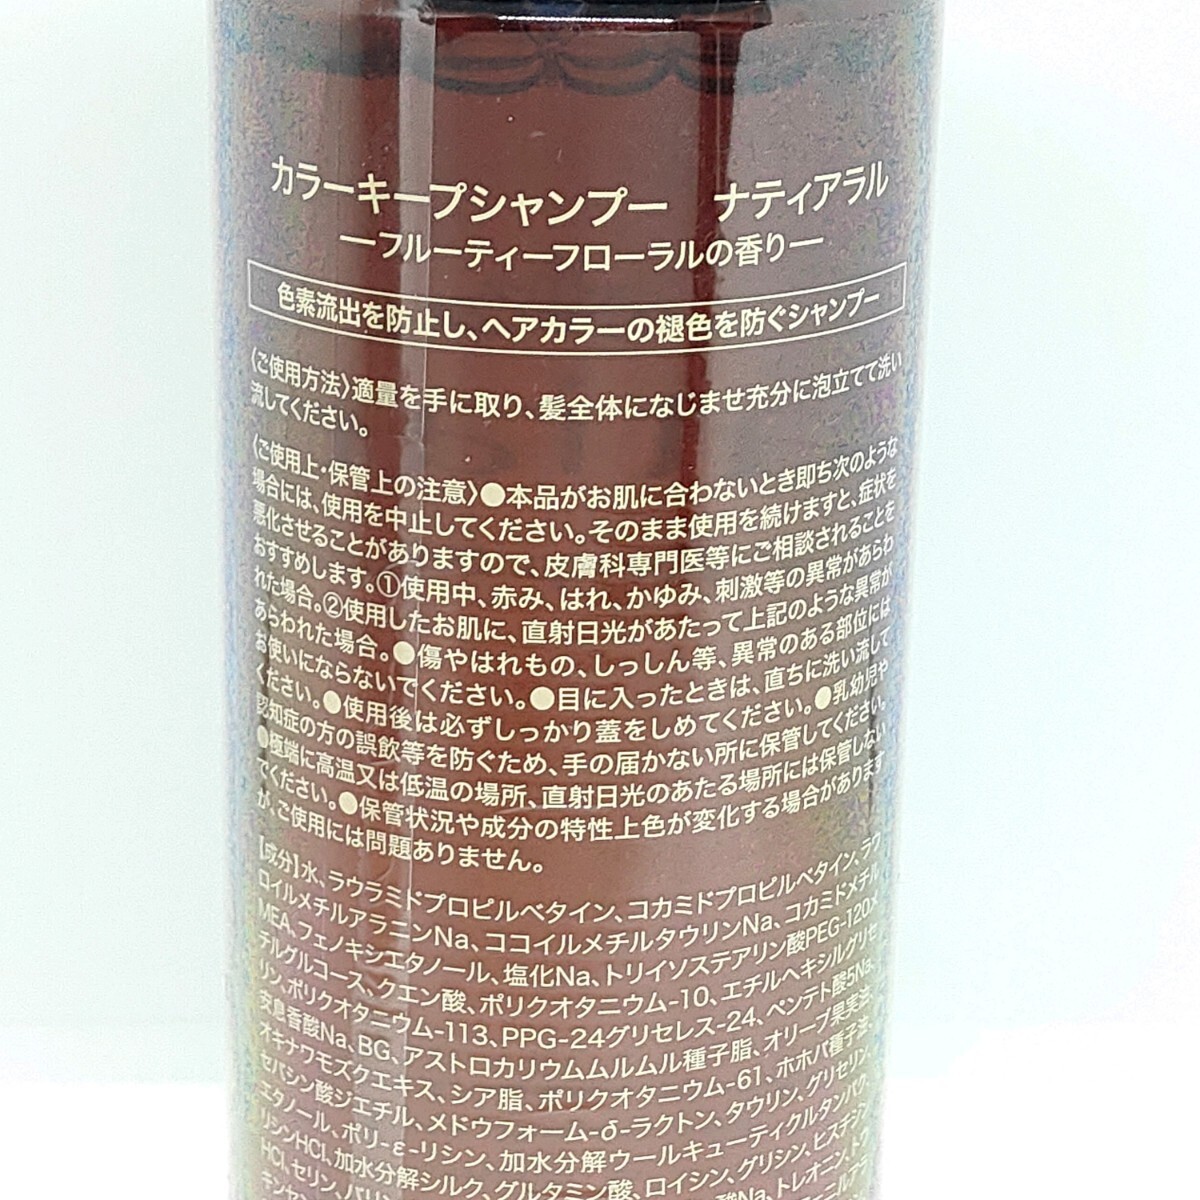 カラーキープシャンプー　ナティアラル
―フルーティーフローラルの香り―
色素流出を防止し、ヘアカラーの褪色を防ぐシャンプー
〈ご使用方法〉適量を手に取り、髪全体になじませ充分に泡立てて洗い
流してください。
〈ご使用上・保管上の注意〉●本品がお肌に合わないとき即ち次のような
場合には、使用を中止してください。そのまま使用を続けますと、症状を
悪化させることがありますので、皮膚科専門医等にご相談されることを
おすすめします。①使用中、赤み、はれ、かゆみ、刺激等の異常があらわ
れた場合。②使用したお肌に、直射日光があたって上記のような異常が
あらわれた場合。●傷やはれもの、しっしん等、異常のある部位には
お使いにならないでください。●目に入ったときは、直ちに洗い流して
ください。●使用後は必ずしっかり蓋をしめてください。●乳幼児や
認知症の方の誤飲等を防ぐため、手の届かない所に保管してください。
●極端に高温又は低温の場所、直射日光のあたる場所には保管しない
でください。●保管状況や成分の特性上色が変化する場合があります
が、ご使用には問題ありません。
【成分】水、ラウラミドプロピルベタイン、コカミドプロピルベタイン、ラウ
ロイルメチルアラニンNa、ココイルメチルタウリンNa、コカミドメチル
MEA、フェノキシエタノール、塩化Na、トリイソステアリン酸PEG-120メ
チルグルコース、クエン酸、ポリクオタニウム-10、エチルヘキシルグリセ
リン、ポリクオタニウム-113、PPG-24グリセレス-24、ペンテト酸5Na、
安息香酸Na、BG、アストロカリウムムルムル種子脂、オリーブ果実油、
オキナワモズクエキス、シア脂、ポリクオタニウム-61、ホホバ種子油、
セバシン酸ジエチル、メドウフォーム-δ-ラクトン、タウリン、グリセリン、
エタノール、ポリ-ε-リシン、加水分解ウールキューティクルタンパク、
リシンHCl、加水分解シルク、グルタミン酸、ロイシン、グリシン、ヒスチジン
HCl、セリン、バリン 酸Na、トレオニン、トウ